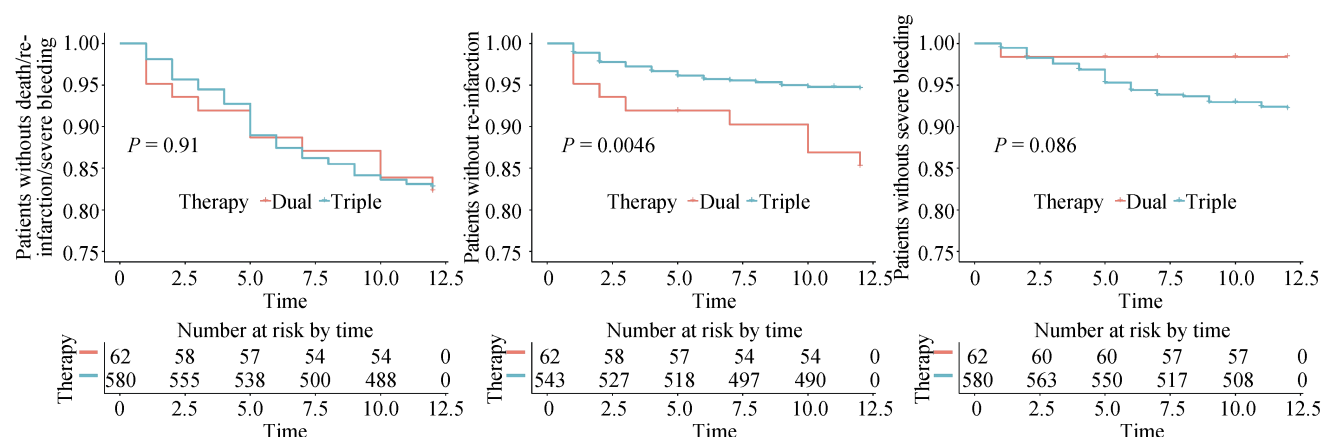 Patients without death/re-
infarction/severe bleeding
1.00
0.95
0.90
0.85
0.80
0.75
P = 0.91
Therapy Dual Triple
0 2.5 5.0 7.5 10.0 12.5
Time
Number at risk by time
Therapy
62 58 57 54 54 0
580 555 538 500 488 0
0 2.5 5.0 7.5 10.0 12.5
Time
Patients without re-infarction
1.00
0.95
0.90
0.85
0.80
0.75
P = 0.0046
Therapy Dual Triple
0 2.5 5.0 7.5 10.0 12.5
Time
Number at risk by time
Therapy
62 58 57 54 54 0
543 527 518 497 490 0
0 2.5 5.0 7.5 10.0 12.5
Time
Patients withouts severe bleeding
1.00
0.95
0.90
0.85
0.80
0.75
P = 0.086
Therapy Dual Triple
0 2.5 5.0 7.5 10.0 12.5
Time
Number at risk by time
Therapy
62 60 60 57 57 0
580 563 550 517 508 0
0 2.5 5.0 7.5 10.0 12.5
Time